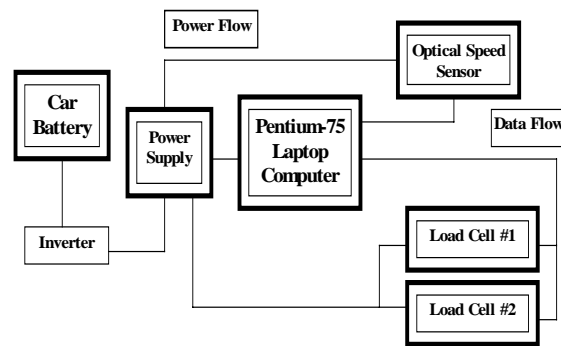 Power Flow
Optical Speed
Sensor
Car
Battery
Power
Supply
Pentium-75
Laptop
Computer
Data Flow
Inverter
Load Cell #1
Load Cell #2